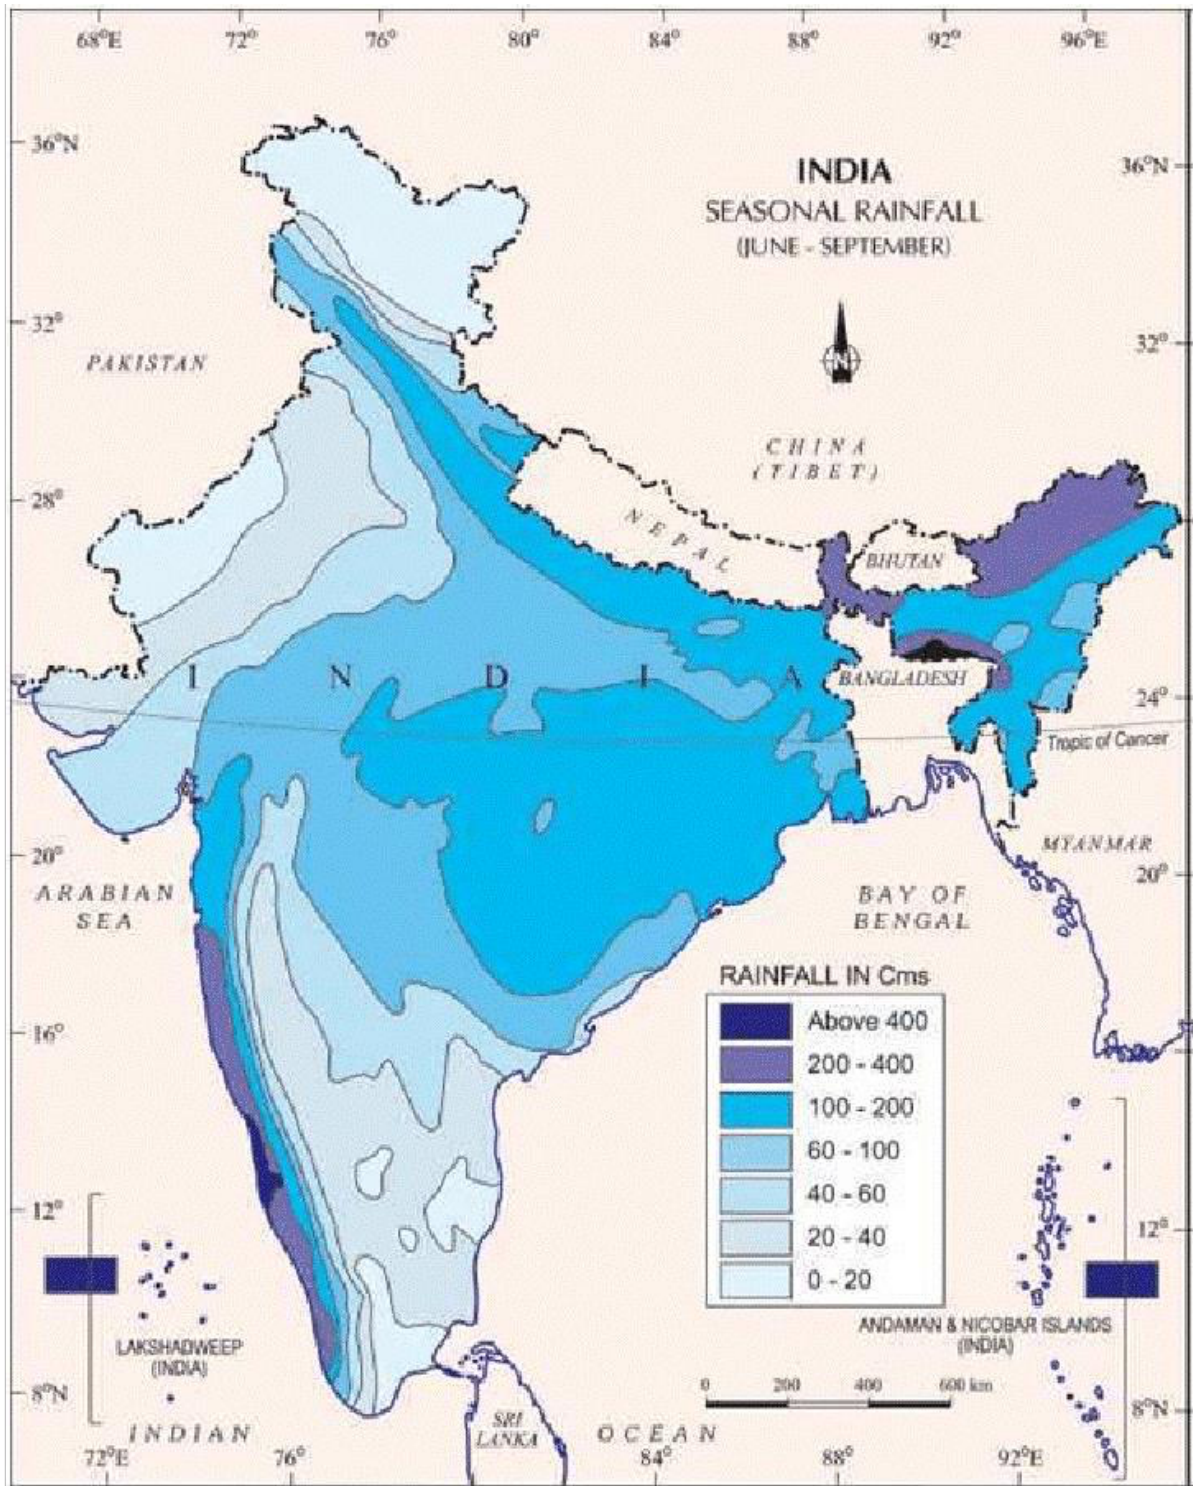 68°E 72° 76° 80° 84° 88° 92° 96°E
36°N
36°N
INDIA
SEASONAL RAINFALL
(JUNE - SEPTEMBER)
32°
32°
PAKISTAN
N
CHINA
(TIBET)
28°
NEPAL
BHUTAN
I N D I A
BANGLADESH
24°
Tropic of Cancer
MYANMAR
20°
20°
ARABIAN
SEA
BAY OF
BENGAL
RAINFALL IN Cms
Above 400
200 - 400
100 - 200
60 - 100
40 - 60
20 - 40
0 - 20
16°
12°
12°
LAKSHADWEEP
(INDIA)
ANDAMAN & NICOBAR ISLANDS
(INDIA)
0 200 400 600 km
8°N
8°N
INDIAN
SRI
LANKA
OCEAN
72°E 76° 84° 88° 92°E